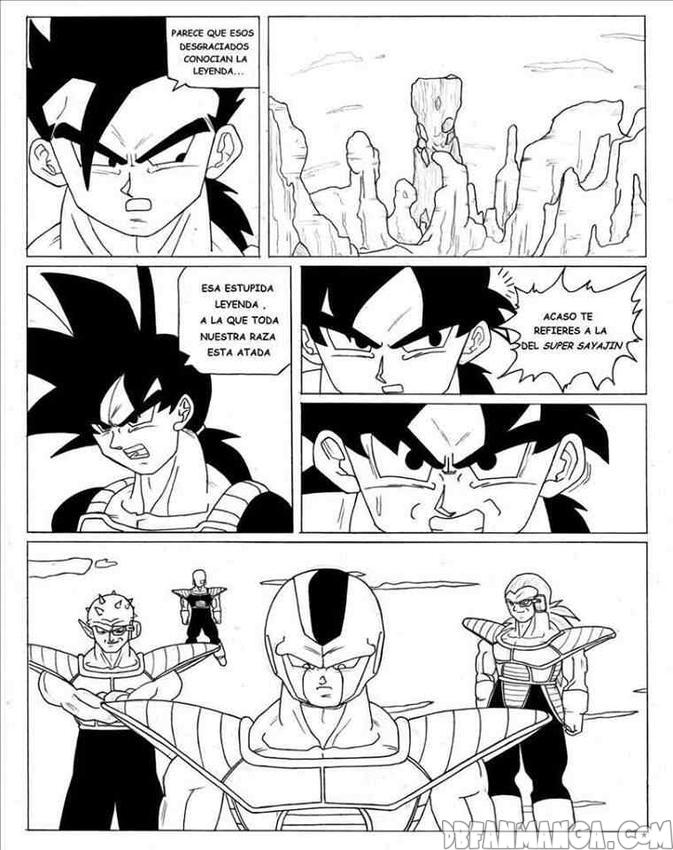 PARECE QUE ESOS
DESGRACIADOS
CONOCIAN LA
LEYENDA...
ESA ESTUPIDA
LEYENDA ,
A LA QUE TODA
NUESTRA RAZA
ESTA ATADA
ACASO TE
REFIERES A LA
DEL SUPER SAYAJIN
DBFANMANGA.COM